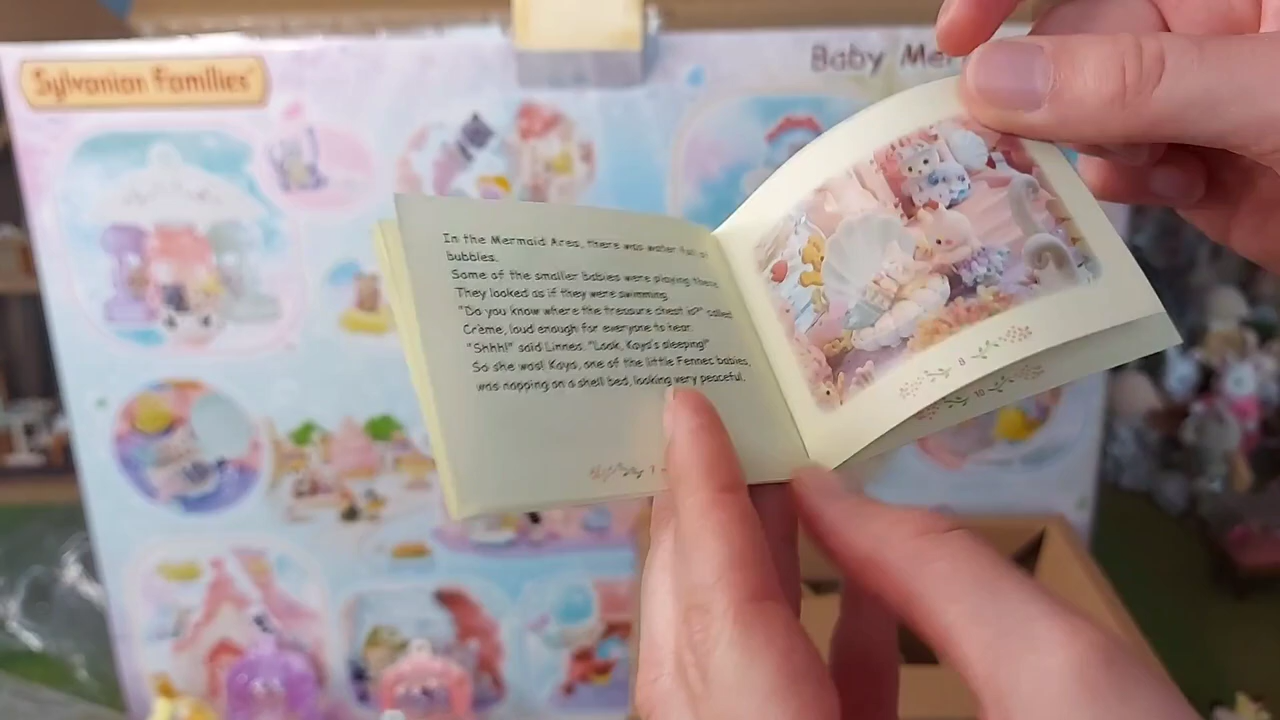 Sylvanian Families
Baby Mer
In the Mermaid Area, there was water full of
bubbles.
Some of the smaller Babies were playing there.
They looked as if they were swimming.
"Do you know where the treasure chest is?" called
Crème, loud enough for everyone to hear.
"Shhh!" said Linnea. "Look, Kaya's sleeping!"
So she was! Kaya, one of the little Fennec babies,
was napping on a shell bed, looking very peaceful.
7
8
10